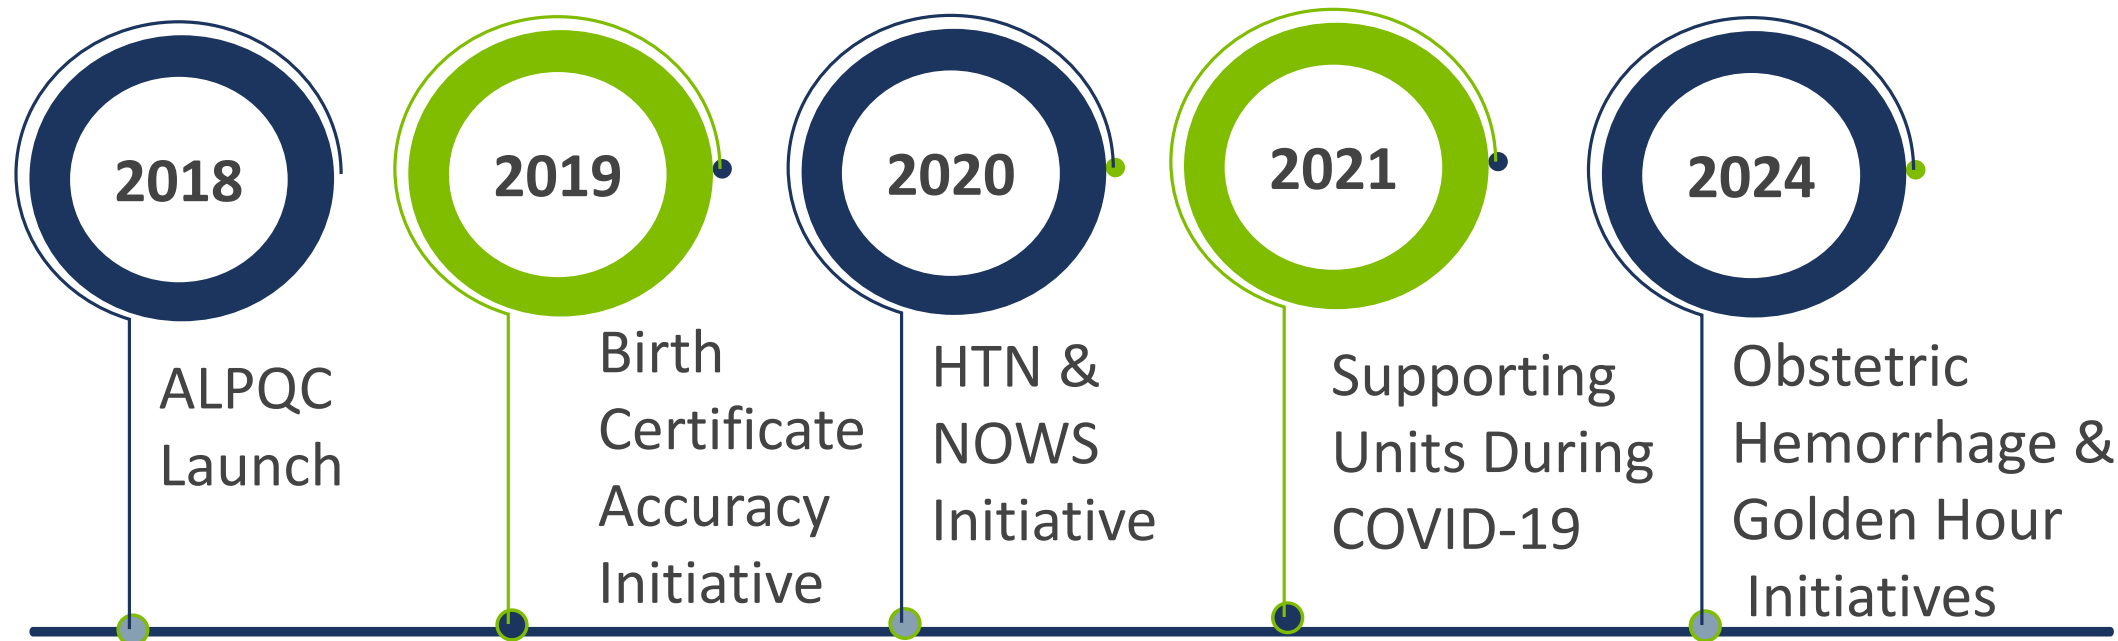 2018
ALPQC
Launch
2019
Birth
Certificate
Accuracy
Initiative
2020
HTN &
NOWS
Initiative
2021
Supporting
Units During
COVID-19
2024
Obstetric
Hemorrhage &
Golden Hour
Initiatives